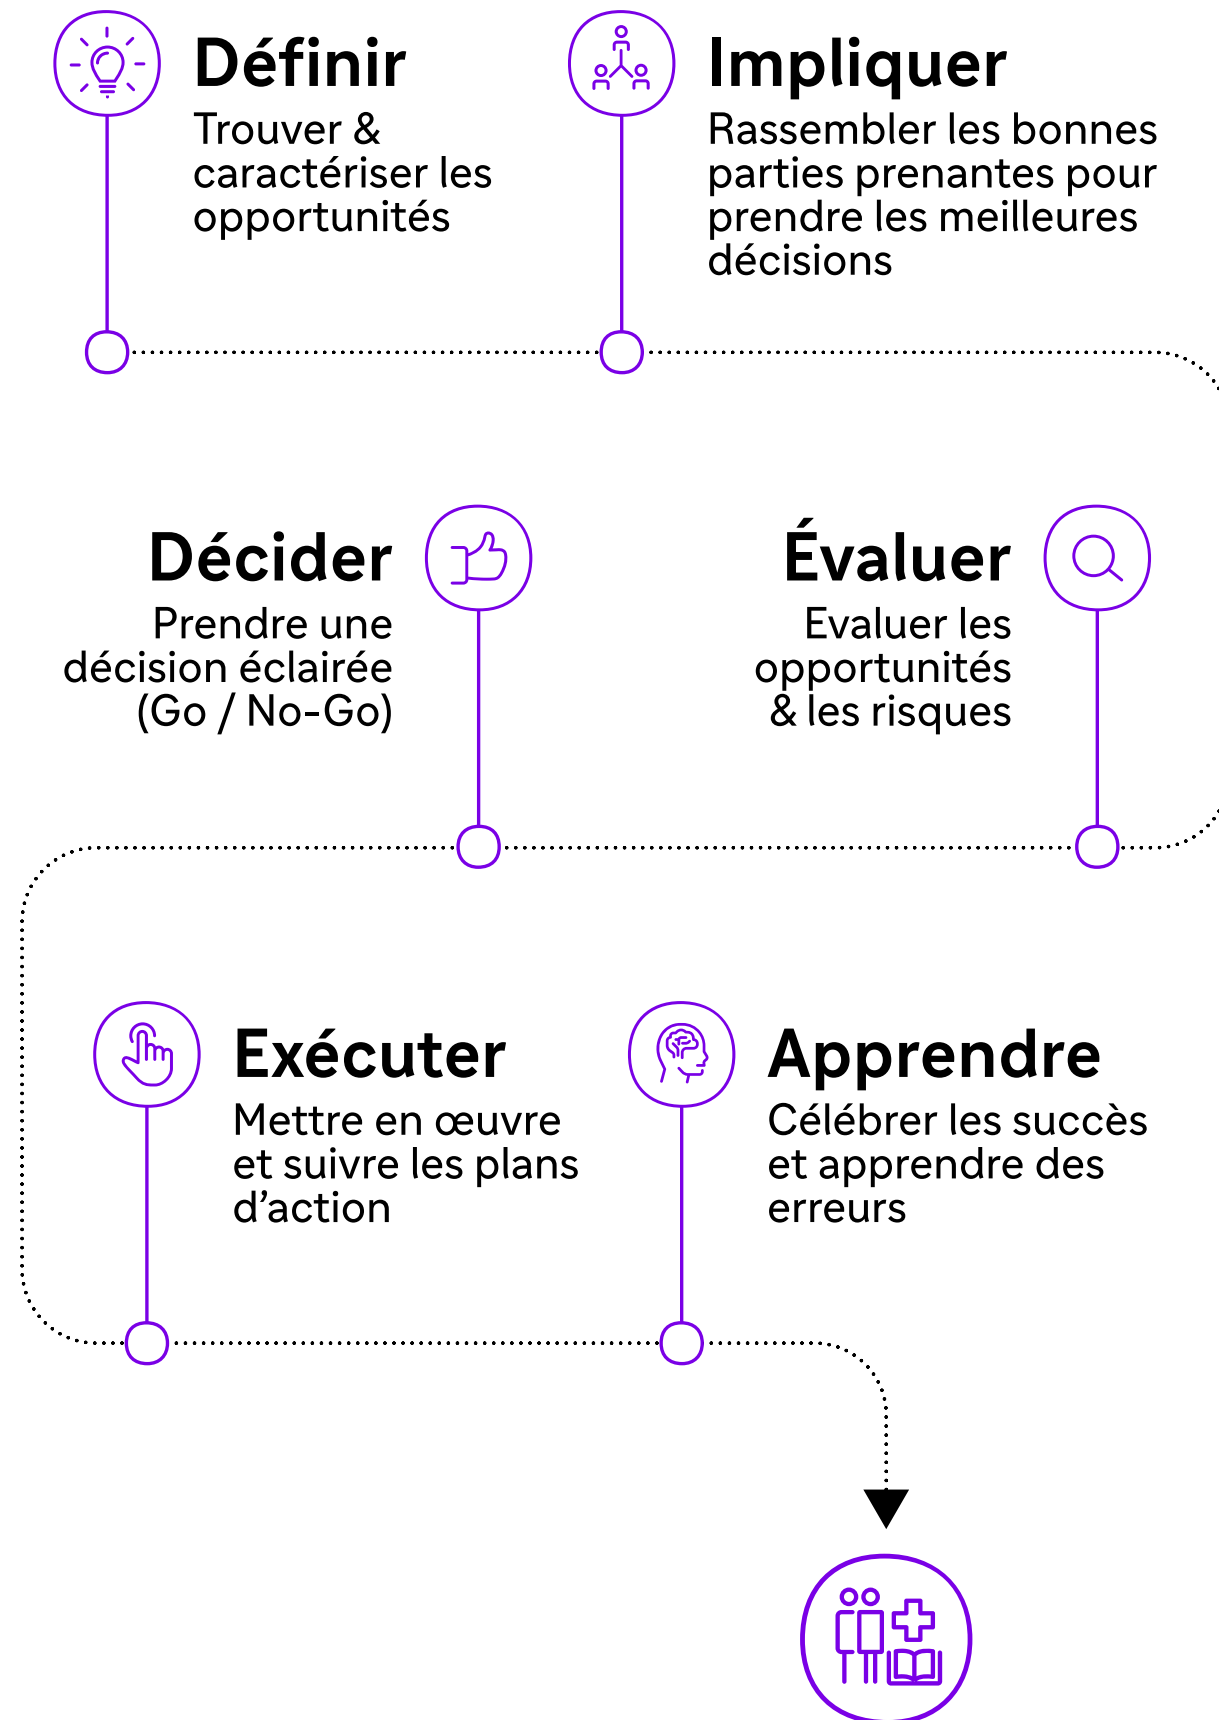 Définir
Trouver &
caractériser les
opportunités
Impliquer
Rassembler les bonnes
parties prenantes pour
prendre les meilleures
décisions
Décider
Prendre une
décision éclairée
(Go / No-Go)
Évaluer
Evaluer les
opportunités
& les risques
Exécuter
Mettre en œuvre
et suivre les plans
d’action
Apprendre
Célébrer les succès
et apprendre des
erreurs